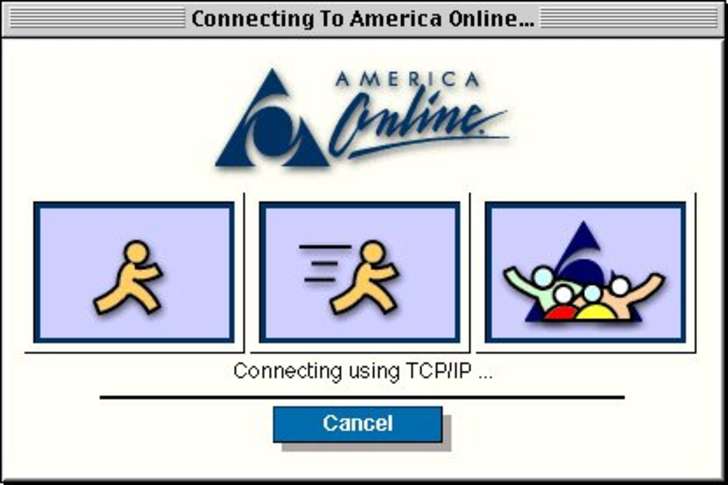 Connecting To America Online...
AMERICA
Online.
Connecting using TCP/IP ...
Cancel